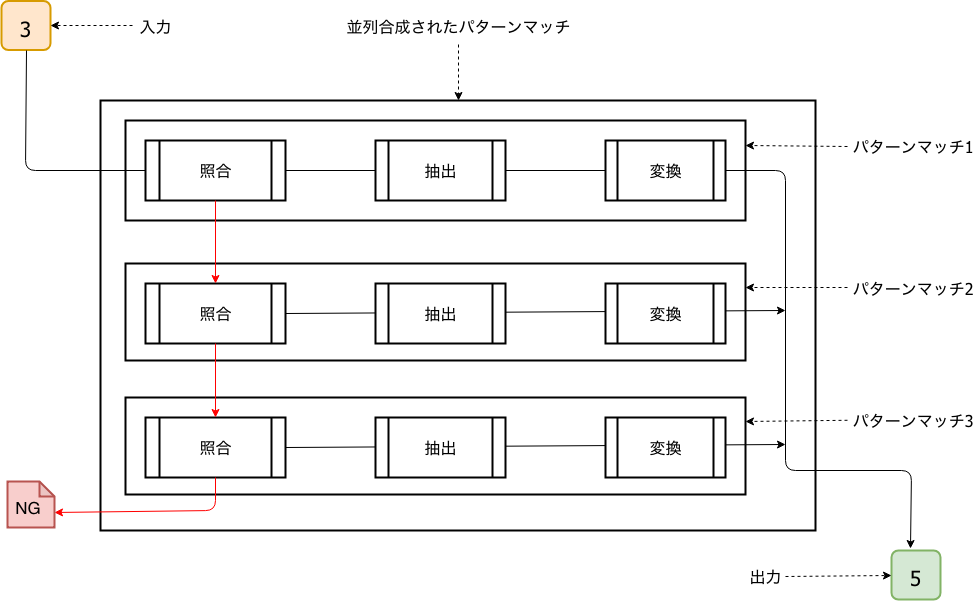 3
入力
並列合成されたパターンマッチ
照合
抽出
変換
パターンマッチ1
照合
抽出
変換
パターンマッチ2
照合
抽出
変換
パターンマッチ3
NG
出力
5